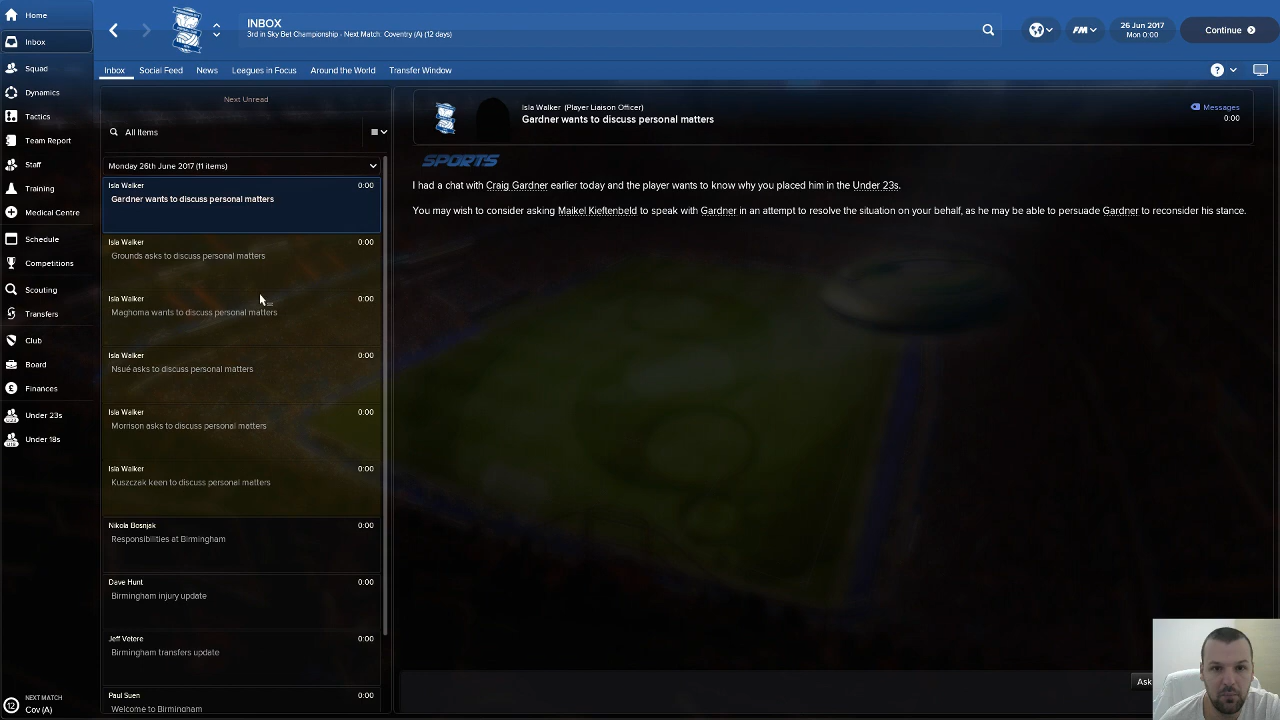 Home
Inbox
Squad
Dynamics
Tactics
Team Report
Staff
Training
Medical Centre
Schedule
Competitions
Scouting
Transfers
Club
Board
Finances
Under 23s
Under 18s
12
NEXT MATCH
Cov (A)
INBOX
3rd in Sky Bet Championship - Next Match: Coventry (A) (12 days)
FM
26 Jun 2017
Mon 0:00
Continue
Inbox Social Feed News Leagues in Focus Around the World Transfer Window
?
Next Unread
All Items
Monday 26th June 2017 (11 items)
Isla Walker 0:00
Gardner wants to discuss personal matters
Isla Walker 0:00
Grounds asks to discuss personal matters
Isla Walker 0:00
Maghoma wants to discuss personal matters
Isla Walker 0:00
Nsué asks to discuss personal matters
Isla Walker 0:00
Morrison asks to discuss personal matters
Isla Walker 0:00
Kuszczak keen to discuss personal matters
Nikola Bosnjak 0:00
Responsibilities at Birmingham
Dave Hunt 0:00
Birmingham injury update
Jeff Vetere 0:00
Birmingham transfers update
Paul Suen 0:00
Welcome to Birmingham
Isla Walker (Player Liaison Officer)
Gardner wants to discuss personal matters
Messages
0:00
SPORTS
I had a chat with Craig Gardner earlier today and the player wants to know why you placed him in the Under 23s.
You may wish to consider asking Maikel Kieftenbeld to speak with Gardner in an attempt to resolve the situation on your behalf, as he may be able to persuade Gardner to reconsider his stance.
Ask